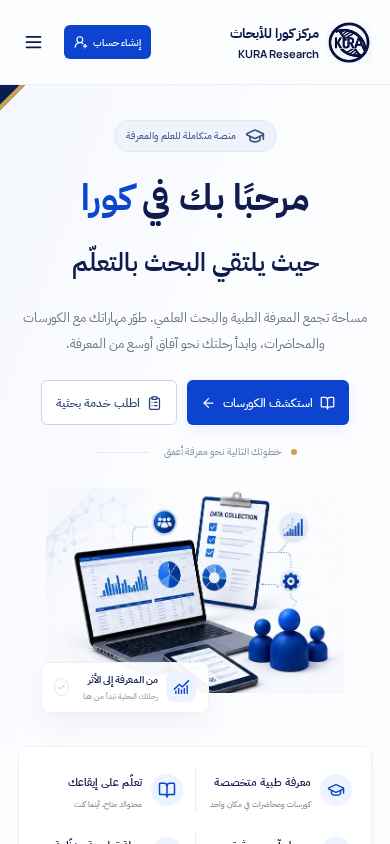 مركز كورا للأبحاث
KURA Research
KURA
إنشاء حساب
منصة متكاملة للعلم والمعرفة
مرحبًا بك في كورا
حيث يلتقي البحث بالتعلّم
مساحة تجمع المعرفة الطبية والبحث العلمي. طوّر مهاراتك مع الكورسات
والمحاضرات، وابدأ رحلتك نحو آفاق أوسع من المعرفة.
استكشف الكورسات
اطلب خدمة بحثية
خطوتك التالية نحو معرفة أعمق
DATA COLLECTION
من المعرفة إلى الأثر
رحلتك البحثية تبدأ من هنا
معرفة طبية متخصصة
كورسات ومحاضرات في مكان واحد
تعلّم على إيقاعك
محتواك متاح، أينما كنت